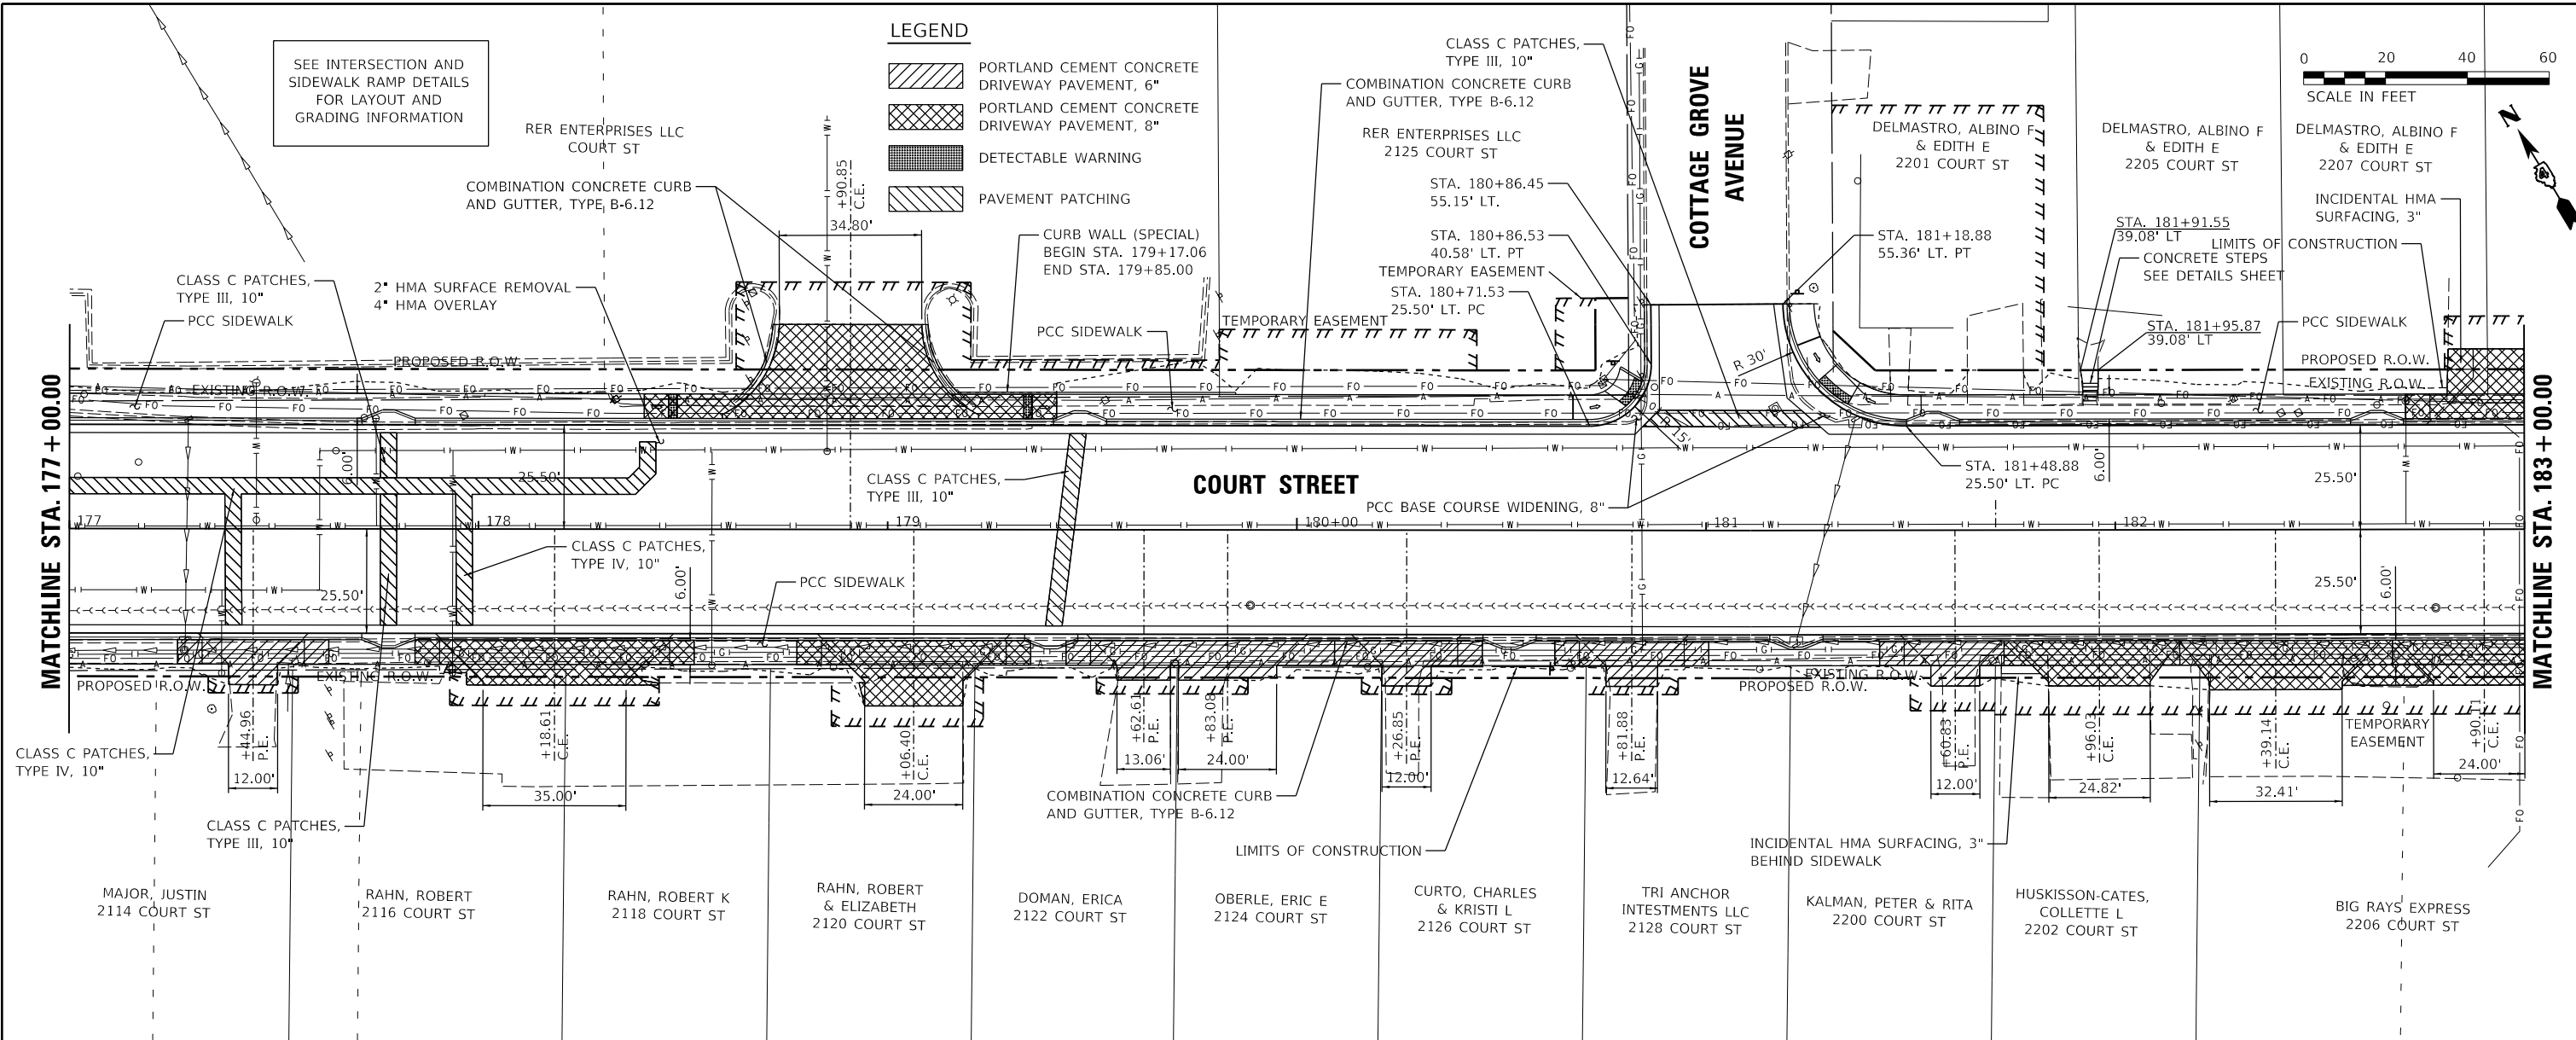 LEGEND
PORTLAND CEMENT CONCRETE
DRIVEWAY PAVEMENT, 6"
PORTLAND CEMENT CONCRETE
DRIVEWAY PAVEMENT, 8"
DETECTABLE WARNING
PAVEMENT PATCHING
SEE INTERSECTION AND
SIDEWALK RAMP DETAILS
FOR LAYOUT AND
GRADING INFORMATION
RER ENTERPRISES LLC
COURT ST
COMBINATION CONCRETE CURB
AND GUTTER, TYPE B-6.12
+90.85
C.E.
34.80'
CURB WALL (SPECIAL)
BEGIN STA. 179+17.06
END STA. 179+85.00
CLASS C PATCHES,
TYPE III, 10"
PCC SIDEWALK
2" HMA SURFACE REMOVAL
4" HMA OVERLAY
PCC SIDEWALK
PROPOSED R.O.W.
EXISTING R.O.W.
TEMPORARY EASEMENT
CLASS C PATCHES,
TYPE III, 10"
COMBINATION CONCRETE CURB
AND GUTTER, TYPE B-6.12
RER ENTERPRISES LLC
2125 COURT ST
STA. 180+86.45
55.15' LT.
STA. 180+86.53
40.58' LT. PT
TEMPORARY EASEMENT
STA. 180+71.53
25.50' LT. PC
COTTAGE GROVE
AVENUE
R 30'
R 15'
STA. 181+18.88
55.36' LT. PT
DELMASTRO, ALBINO F
& EDITH E
2201 COURT ST
DELMASTRO, ALBINO F
& EDITH E
2205 COURT ST
DELMASTRO, ALBINO F
& EDITH E
2207 COURT ST
0 20 40 60
SCALE IN FEET
N
INCIDENTAL HMA
SURFACING, 3"
STA. 181+91.55
39.08' LT
LIMITS OF CONSTRUCTION
CONCRETE STEPS
SEE DETAILS SHEET
STA. 181+95.87
39.08' LT
PCC SIDEWALK
PROPOSED R.O.W.
EXISTING R.O.W.
MATCHLINE STA. 177+00.00
MATCHLINE STA. 183+00.00
6.00'
25.50'
CLASS C PATCHES,
TYPE III, 10"
COURT STREET
PCC BASE COURSE WIDENING, 8"
STA. 181+48.88
25.50' LT. PC
6.00'
25.50'
177
178
179
180+00
181
182
CLASS C PATCHES,
TYPE IV, 10"
PCC SIDEWALK
25.50'
6.00'
25.50'
6.00'
PROPOSED R.O.W.
EXISTING R.O.W.
EXISTING R.O.W.
PROPOSED R.O.W.
CLASS C PATCHES,
TYPE IV, 10"
+44.96
P.E.
12.00'
+18.61
C.E.
35.00'
+06.40
C.E.
24.00'
+62.61
P.E.
13.06'
+83.08
P.E.
24.00'
+26.85
P.E.
12.00'
+81.88
P.E.
12.64'
+60.83
P.E.
12.00'
+96.03
C.E.
24.82'
+39.14
C.E.
32.41'
TEMPORARY
EASEMENT
+90.11
C.E.
24.00'
CLASS C PATCHES,
TYPE III, 10"
COMBINATION CONCRETE CURB
AND GUTTER, TYPE B-6.12
LIMITS OF CONSTRUCTION
INCIDENTAL HMA SURFACING, 3"
BEHIND SIDEWALK
MAJOR, JUSTIN
2114 COURT ST
RAHN, ROBERT
2116 COURT ST
RAHN, ROBERT K
2118 COURT ST
RAHN, ROBERT
& ELIZABETH
2120 COURT ST
DOMAN, ERICA
2122 COURT ST
OBERLE, ERIC E
2124 COURT ST
CURTO, CHARLES
& KRISTI L
2126 COURT ST
TRI ANCHOR
INTESTMENTS LLC
2128 COURT ST
KALMAN, PETER & RITA
2200 COURT ST
HUSKISSON-CATES,
COLLETTE L
2202 COURT ST
BIG RAYS EXPRESS
2206 COURT ST